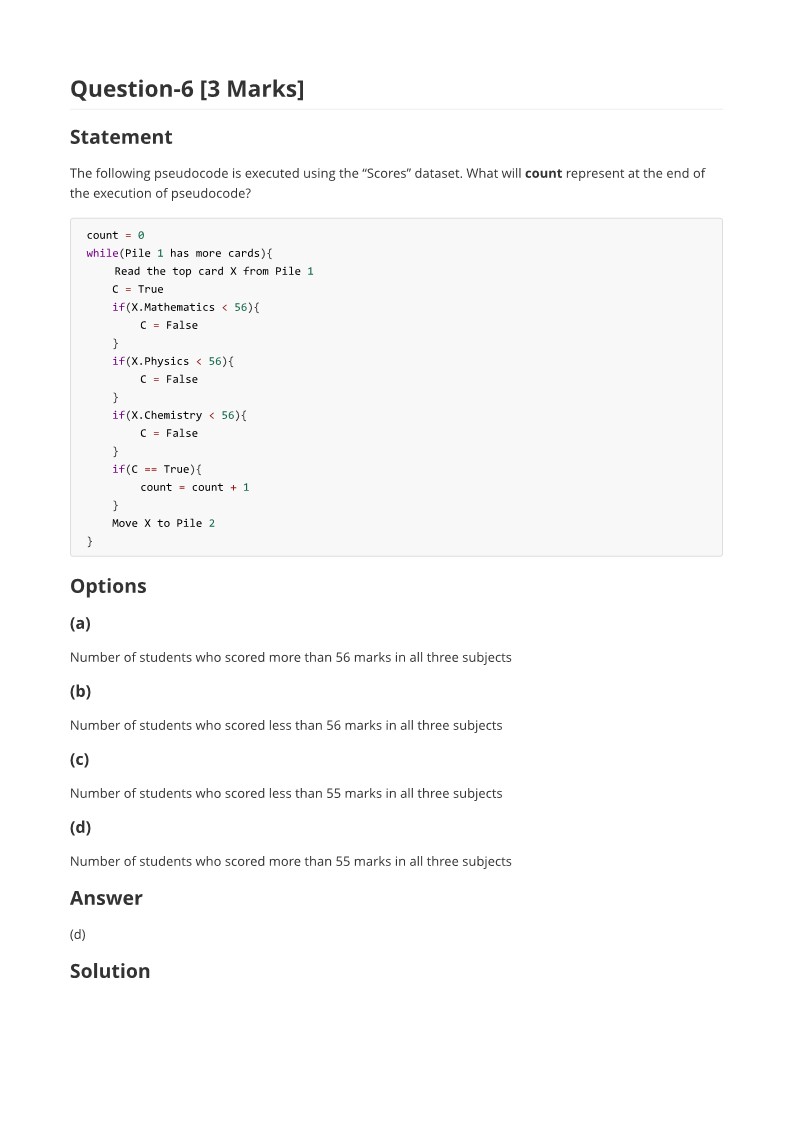 Question-6 [3 Marks]
Statement
The following pseudocode is executed using the “Scores” dataset. What will count represent at the end of
the execution of pseudocode?
count = 0
while(Pile 1 has more cards){
    Read the top card X from Pile 1
    C = True
    if(X.Mathematics < 56){
        C = False
    }
    if(X.Physics < 56){
        C = False
    }
    if(X.Chemistry < 56){
        C = False
    }
    if(C == True){
        count = count + 1
    }
    Move X to Pile 2
}
Options
(a)
Number of students who scored more than 56 marks in all three subjects
(b)
Number of students who scored less than 56 marks in all three subjects
(c)
Number of students who scored less than 55 marks in all three subjects
(d)
Number of students who scored more than 55 marks in all three subjects
Answer
(d)
Solution